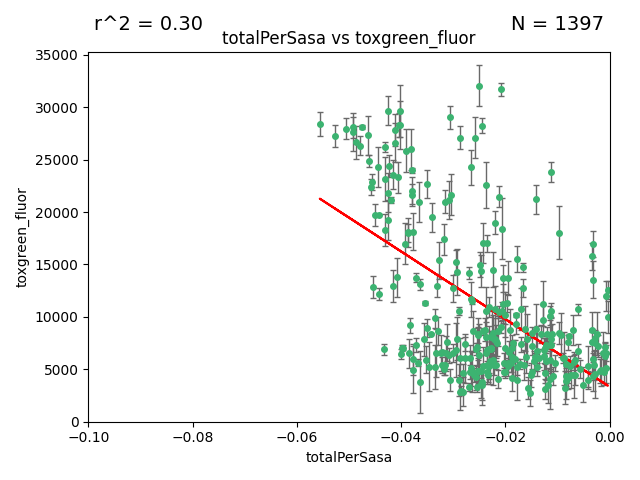 r^2 = 0.30
N = 1397
totalPerSasa vs toxgreen_fluor
35000
30000
25000
20000
15000
10000
5000
0
toxgreen_fluor
−0.10
−0.08
−0.06
−0.04
−0.02
0.00
totalPerSasa